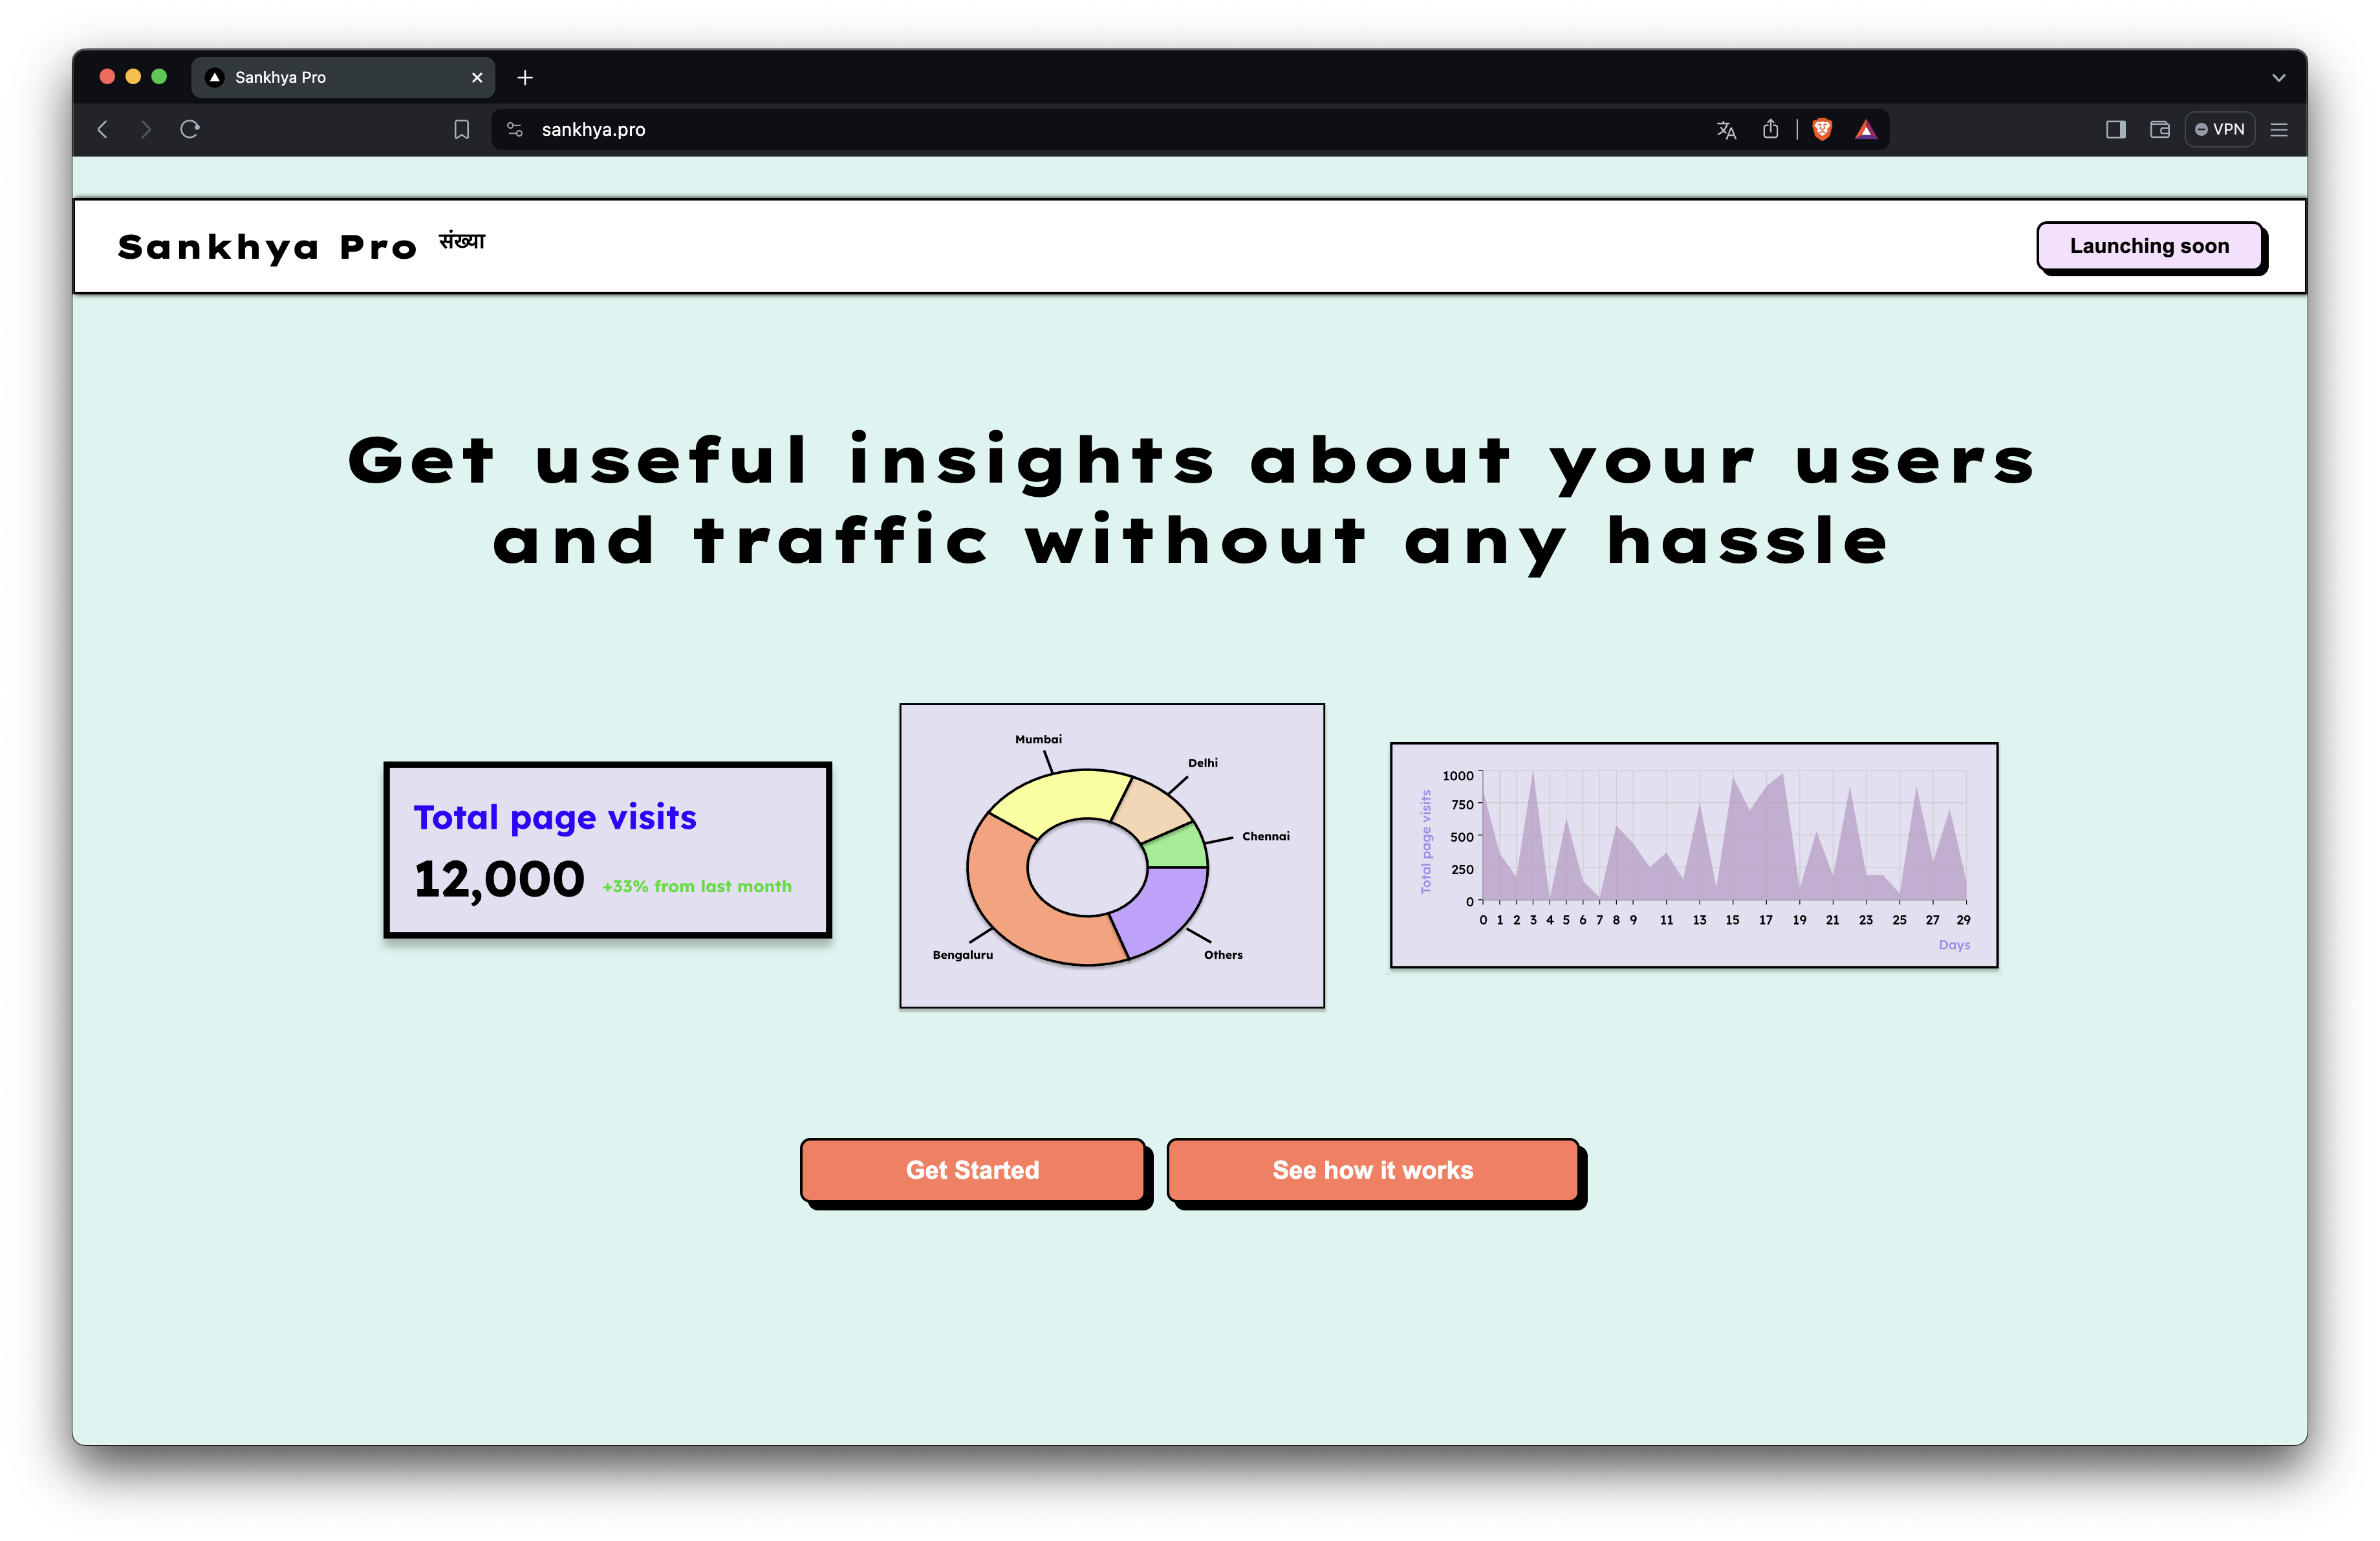 Sankhya Pro
sankhya.pro
VPN
Sankhya Pro संख्या
Launching soon
Get useful insights about your users
and traffic without any hassle
Total page visits
12,000 +33% from last month
Mumbai
Delhi
Chennai
Bengaluru
Others
Total page visits
1000
750
500
250
0
0 1 2 3 4 5 6 7 8 9 11 13 15 17 19 21 23 25 27 29
Days
Get Started
See how it works